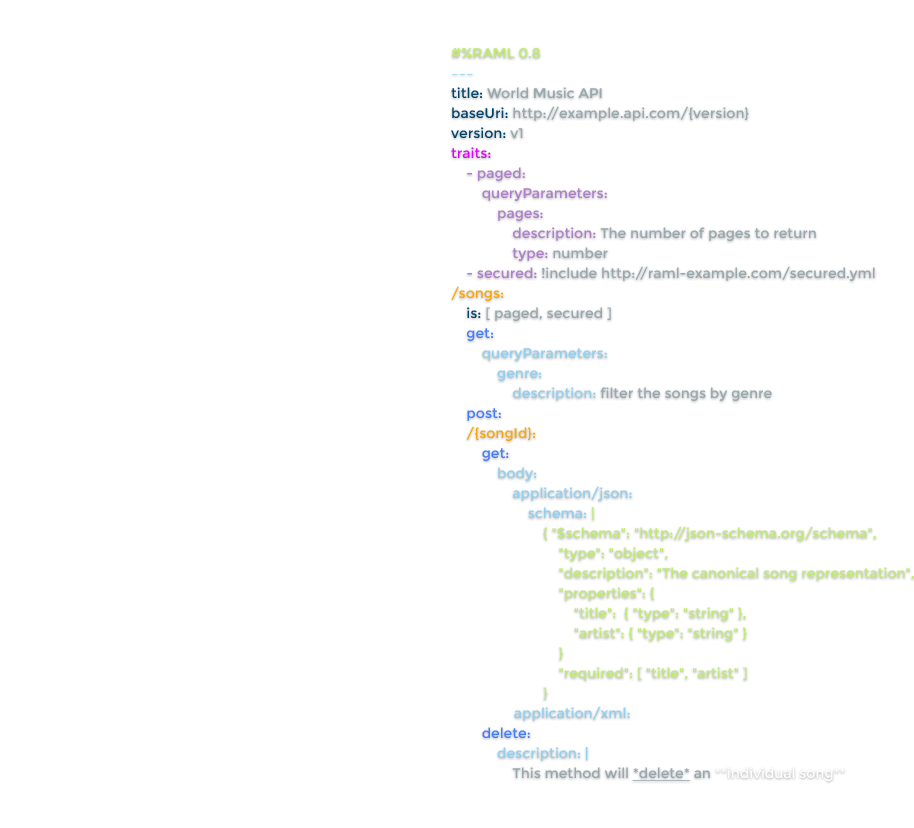 #%RAML 0.8
---
title: World Music API
baseUri: http://example.api.com/{version}
version: v1
traits:
- paged:
queryParameters:
pages:
description: The number of pages to return
type: number
- secured: !include http://raml-example.com/secured.yml
/songs:
is: [ paged, secured ]
get:
queryParameters:
genre:
description: filter the songs by genre
post:
/{songId}:
get:
body:
application/json:
schema: |
{ "$schema": "http://json-schema.org/schema",
"type": "object",
"description": "The canonical song representation",
"properties": {
"title":  { "type": "string" },
"artist": { "type": "string" }
}
"required": [ "title", "artist" ]
}
application/xml:
delete:
description: |
This method will *delete* an **individual song**